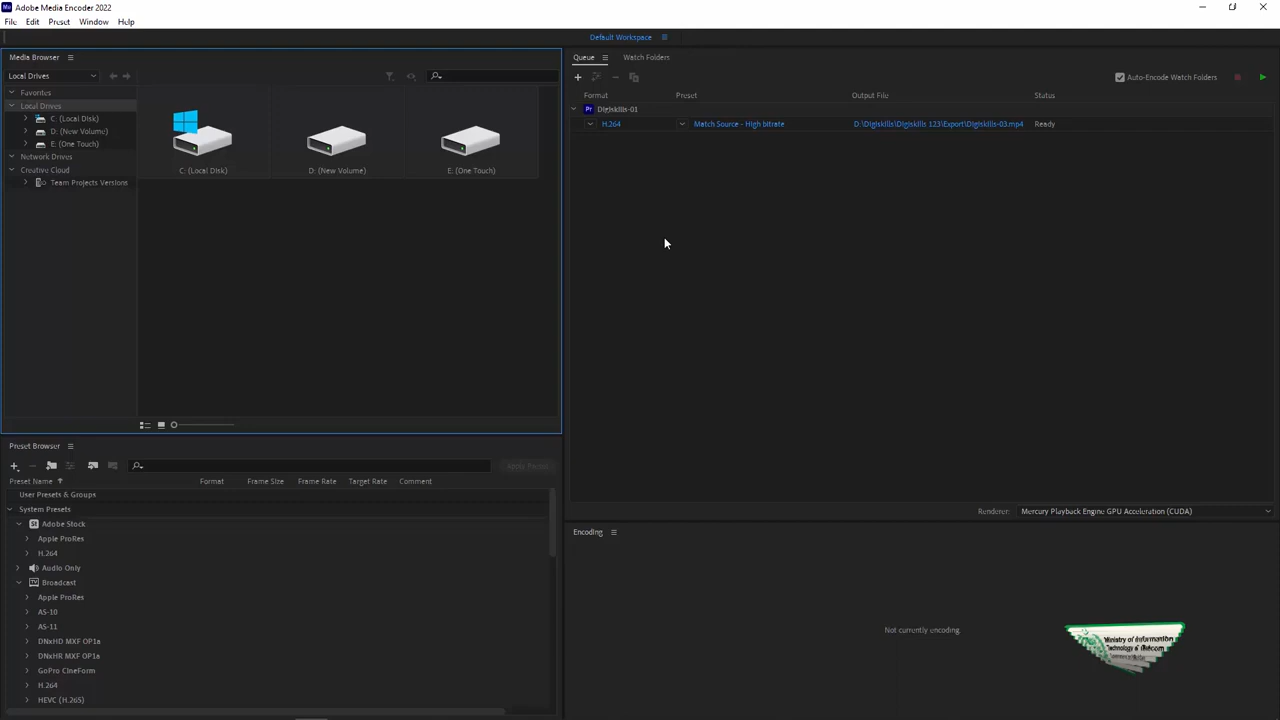 Adobe Media Encoder 2022
File Edit Preset Window Help
Default Workspace
Media Browser
Local Drives
Favorites
Local Drives
C: (Local Disk)
D: (New Volume)
E: (One Touch)
Network Drives
Creative Cloud
Team Projects Versions
C: (Local Disk) D: (New Volume) E: (One Touch)
Queue Watch Folders
Auto-Encode Watch Folders
Format Preset Output File Status
Pr Digiskills-01
H.264 Match Source - High bitrate D:\Digiskills\Digiskills 123\Export\Digiskills-03.mp4 Ready
Renderer: Mercury Playback Engine GPU Acceleration (CUDA)
Preset Browser
Apply Preset
Preset Name Format Frame Size Frame Rate Target Rate Comment
User Presets & Groups
System Presets
Adobe Stock
Apple ProRes
H.264
Audio Only
Broadcast
Apple ProRes
AS-10
AS-11
DNxHD MXF OP1a
DNxHR MXF OP1a
GoPro CineForm
H.264
HEVC (H.265)
Encoding
Not currently encoding.
Ministry of Information
Technology & Telecom